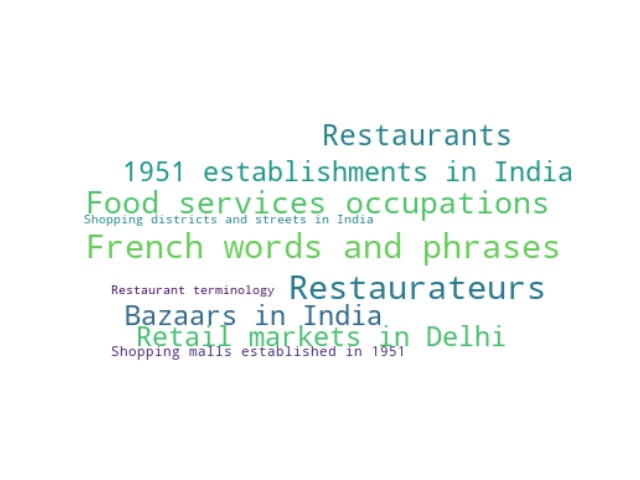 Restaurants
1951 establishments in India
Food services occupations
Shopping districts and streets in India
French words and phrases
Restaurant terminology
Restaurateurs
Bazaars in India
Retail markets in Delhi
Shopping malls established in 1951